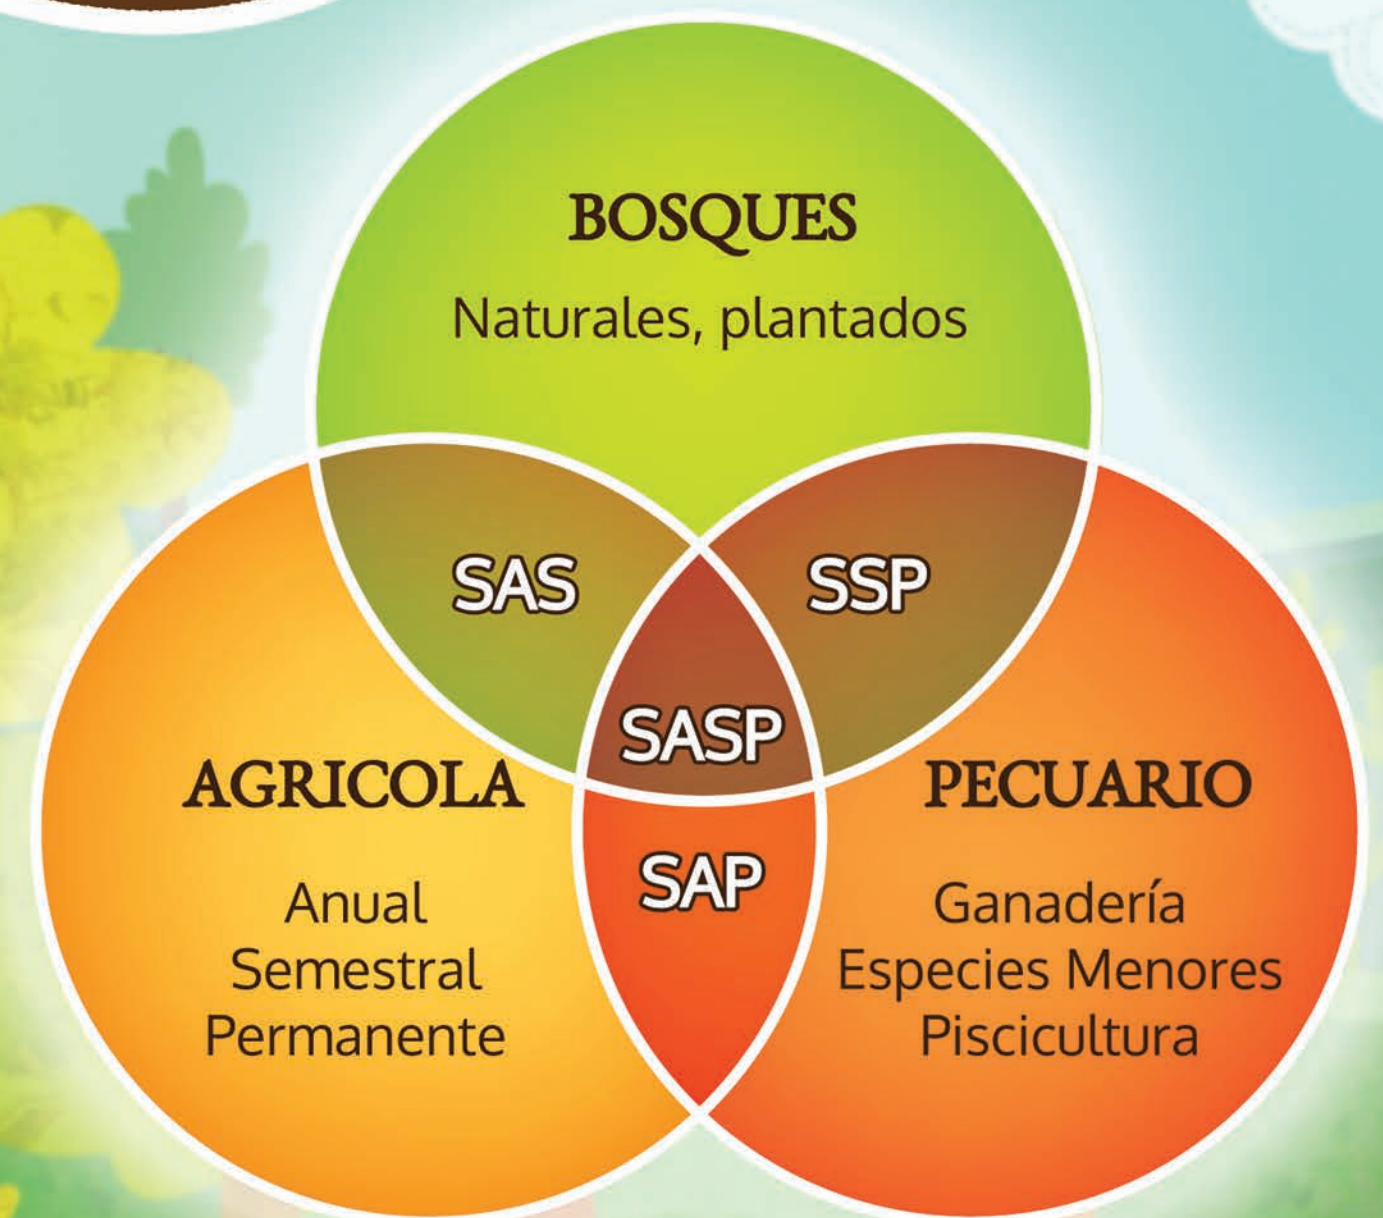 BOSQUES
Naturales, plantados
SAS
SSP
SASP
AGRICOLA
Anual
Semestral
Permanente
SAP
PECUARIO
Ganadería
Especies Menores
Piscicultura